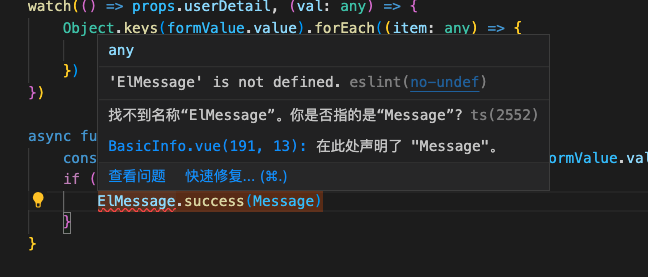 watch(() => props.userDetail, (val: any) => {
Object.keys(formValue.value).forEach((item: any) => {
any
'ElMessage' is not defined. eslint(no-undef)
找不到名称“ElMessage”。你是否指的是“Message”? ts(2552)
BasicInfo.vue(191, 13): 在此处声明了 "Message"。
查看问题 快速修复... (⌘.)
})
})
async fu
cons ormValue.val
if (
ElMessage.success(Message)
}
}